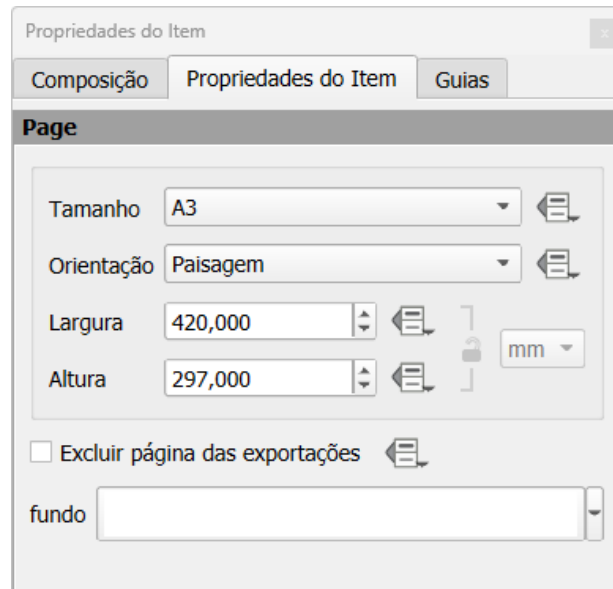 Propriedades do Item
x
Composição Propriedades do Item Guias
Page
Tamanho A3
Orientação Paisagem
Largura 420,000
mm
Altura 297,000
Excluir página das exportações
fundo